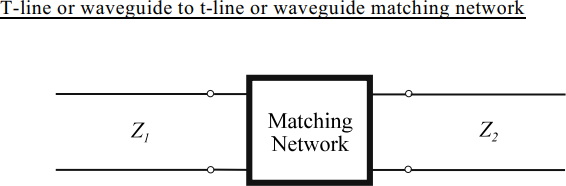 T-line or waveguide to t-line or waveguide matching network
Z1
Matching
Network
Z2